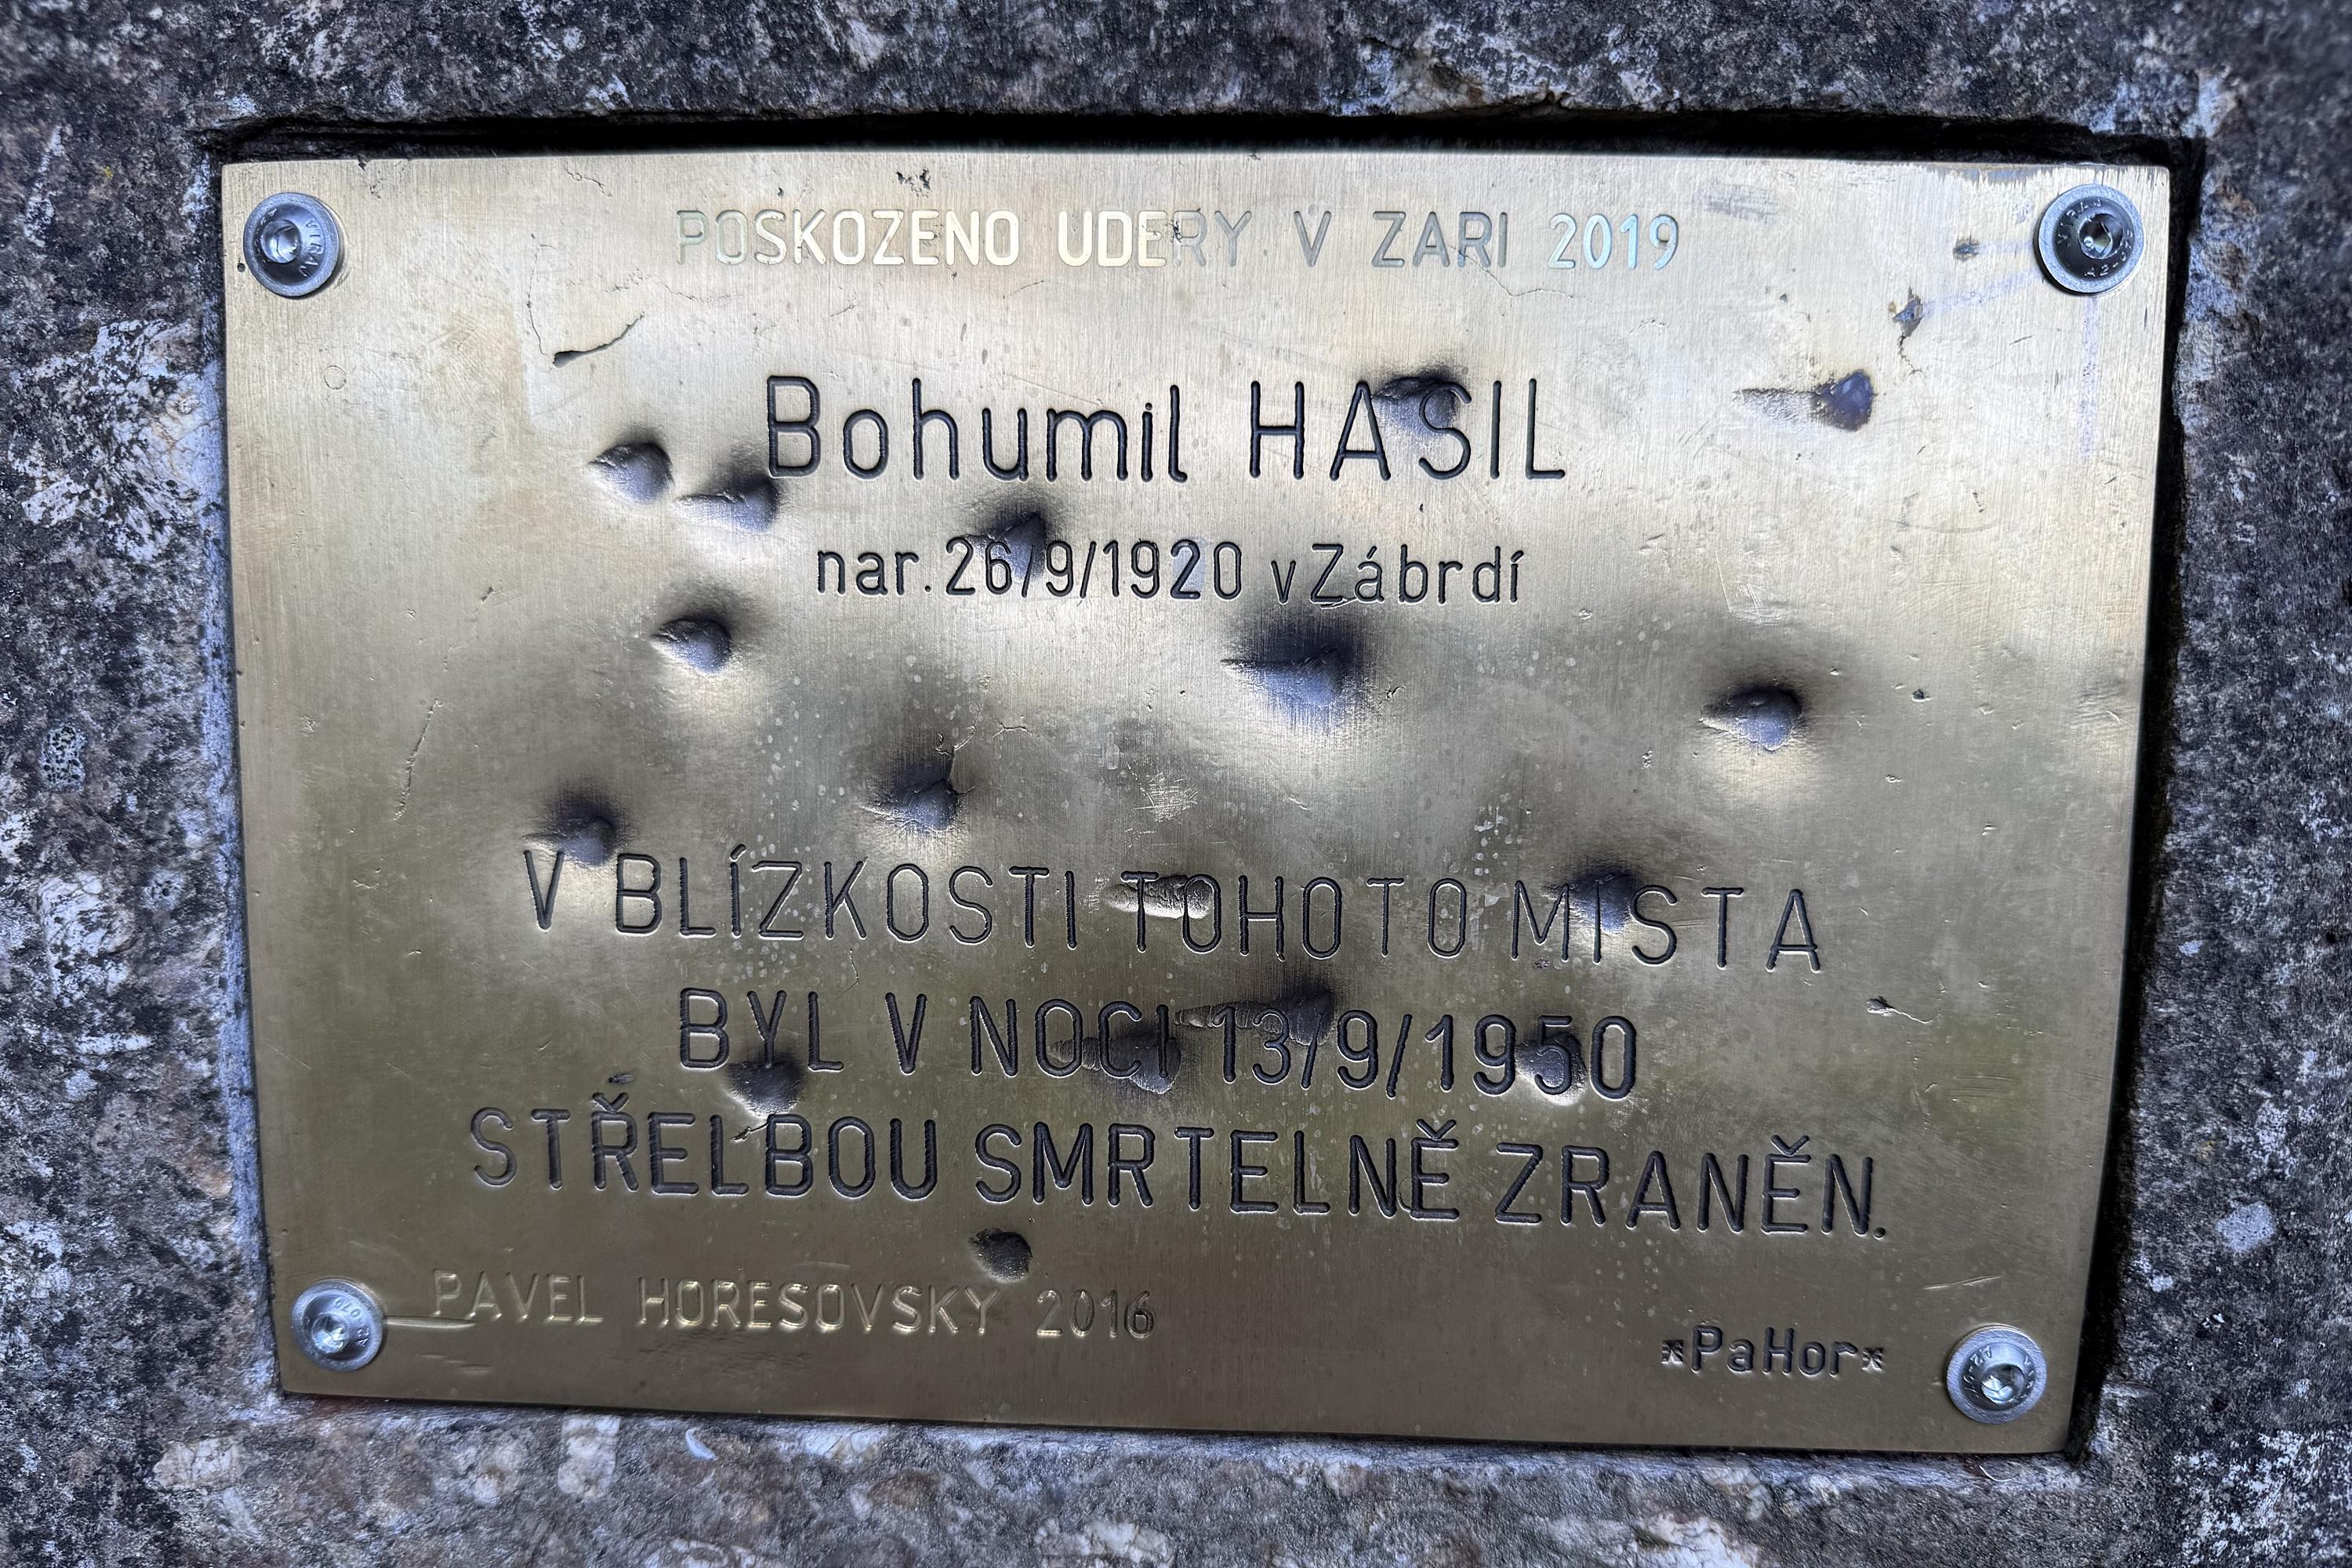 POSKOZENO UDERY V ZARI 2019
Bohumil HASIL
nar. 26/9/1920 v Zábrdí
V BLÍZKOSTI TOHOTO MISTA
BYL V NOCI 13/9/1950
STŘELBOU SMRTELNĚ ZRANĚN.
PAVEL HORESOVSKY 2016
*PaHor*